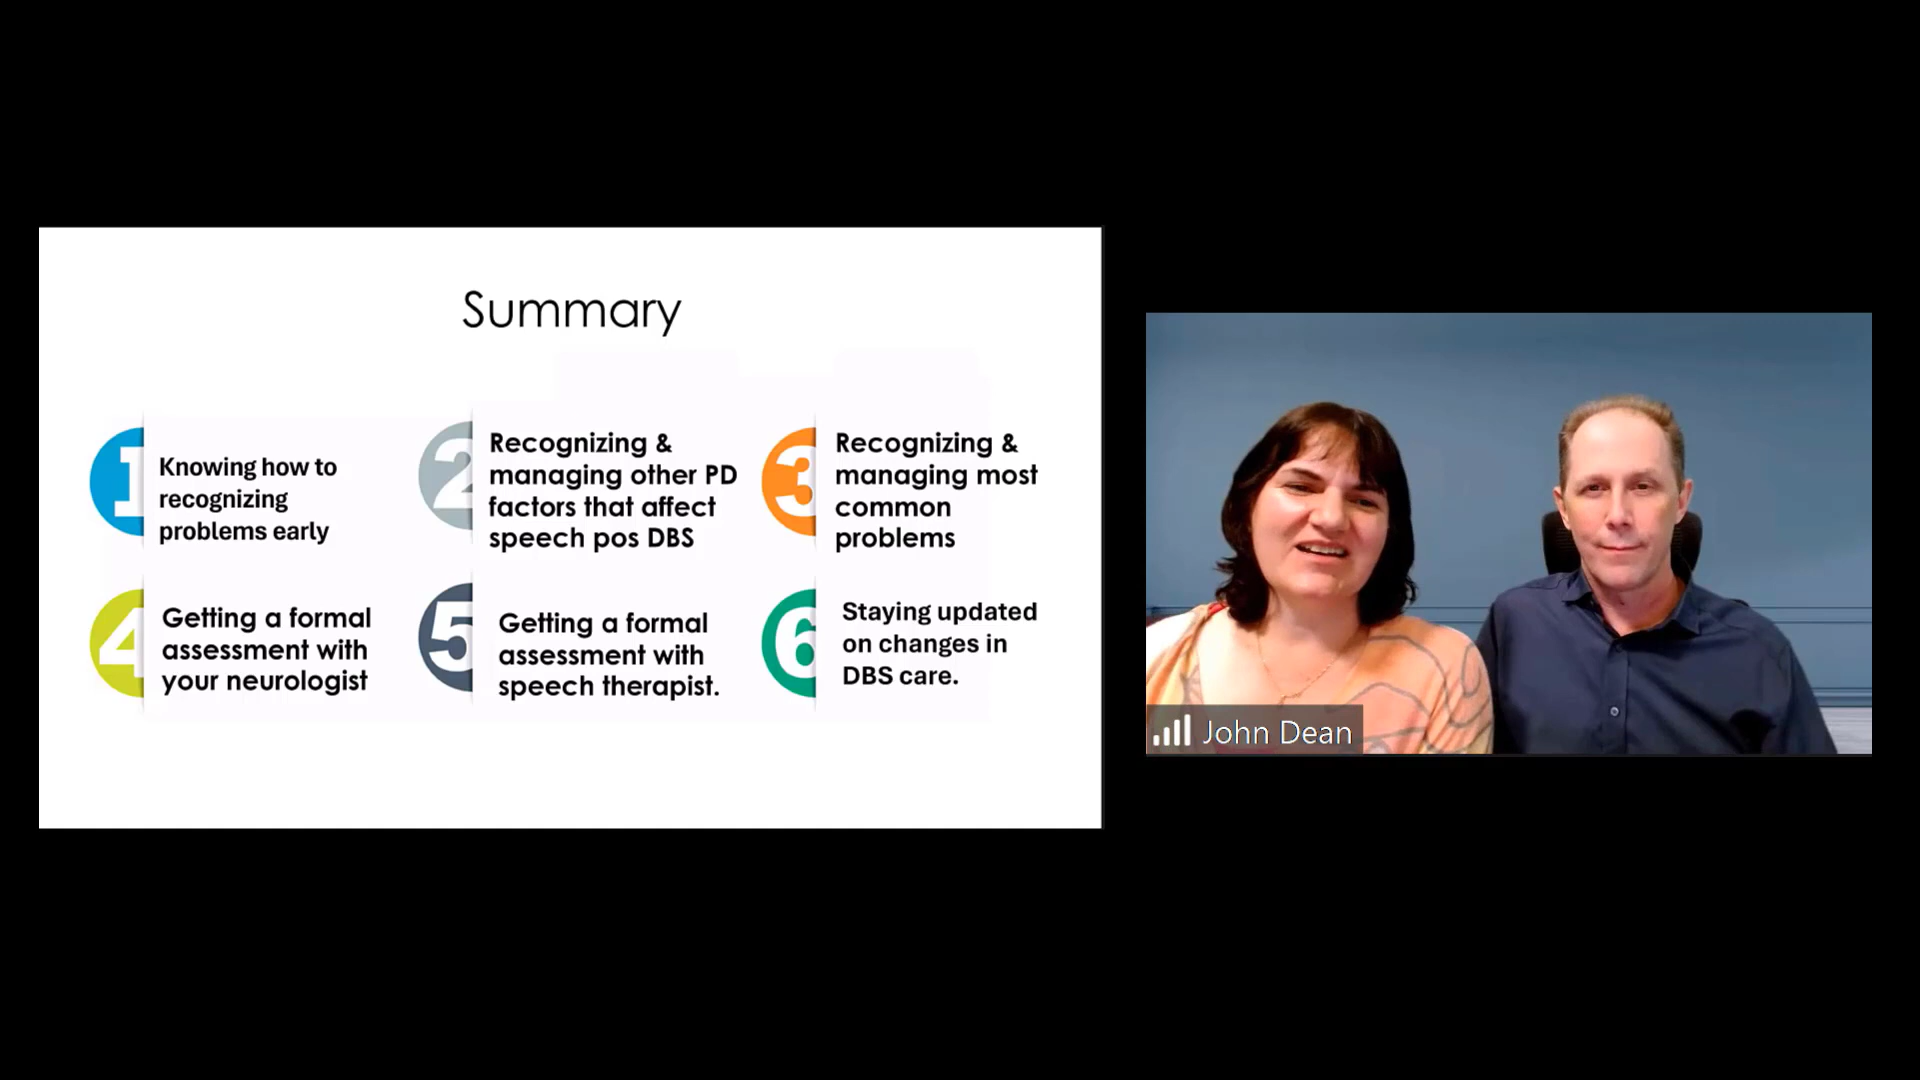 Summary
1
Knowing how to
recognizing
problems early
2
Recognizing &
managing other PD
factors that affect
speech pos DBS
3
Recognizing &
managing most
common
problems
4
Getting a formal
assessment with
your neurologist
5
Getting a formal
assessment with
speech therapist.
6
Staying updated
on changes in
DBS care.
John Dean